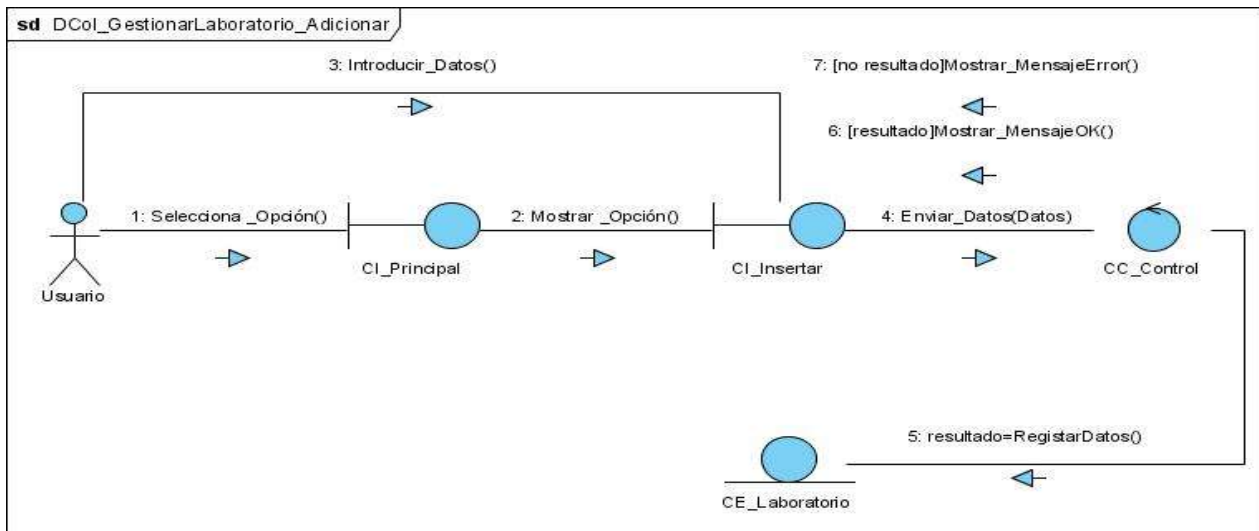 sd DCol_GestionarLaboratorio_Adicionar
3: Introducir_Datos()
7: [no resultado]Mostrar_MensajeError()
6: [resultado]Mostrar_MensajeOK()
1: Selecciona _Opción()
2: Mostrar _Opción()
4: Enviar_Datos(Datos)
CI_Principal
CI_Insertar
CC_Control
Usuario
5: resultado=RegistarDatos()
CE_Laboratorio